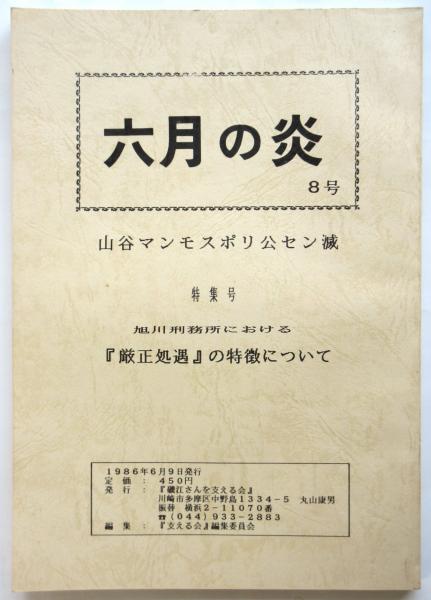 六月の炎
8号
山谷マンモスポリ公セン滅
特集号
旭川刑務所における
『厳正処遇』の特徴について
1986年6月9日発行
定価：450円
発行：『磯江さんを支える会』
川崎市多摩区中野島1334-5 丸山康男
振替 横浜2-11070番
☎(044)933-2883
編集：『支える会』編集委員会